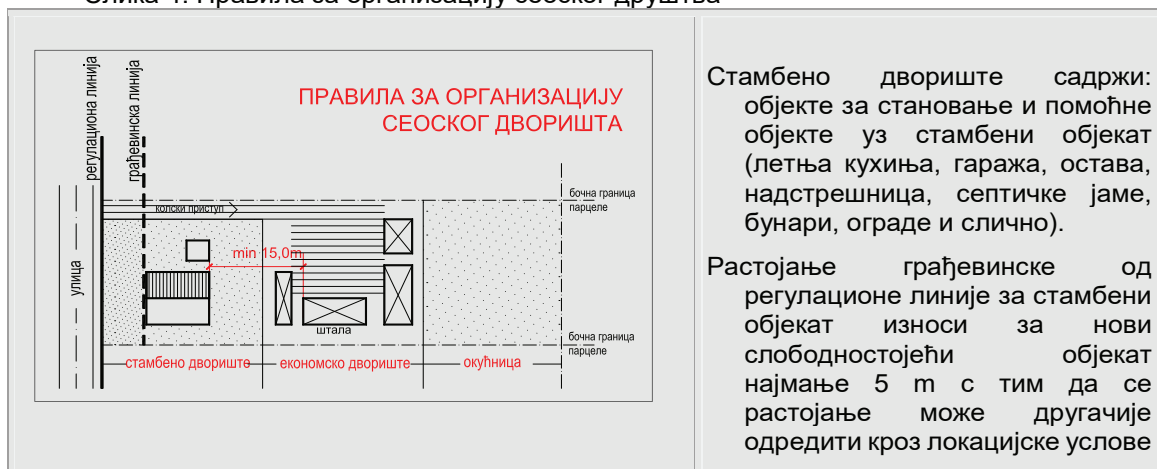 Слика 4. Правила за организацију сеоског друштва
ПРАВИЛА ЗА ОРГАНИЗАЦИЈУ
СЕОСКОГ ДВОРИШТА
регулациона линија
грађевинска линија
бочна граница
парцеле
колски приступ
min 15,0m
улица
штала
бочна граница
парцеле
стамбено двориште
економско двориште
окућница
Стамбено двориште садржи:
објекте за становање и помоћне
објекте уз стамбени објекат
(летња кухиња, гаража, остава,
надстрешница, септичке јаме,
бунари, ограде и слично).
Растојање грађевинске од
регулационе линије за стамбени
објекат износи за нови
слободностојећи објекат
најмање 5 m с тим да се
растојање може другачије
одредити кроз локацијске услове